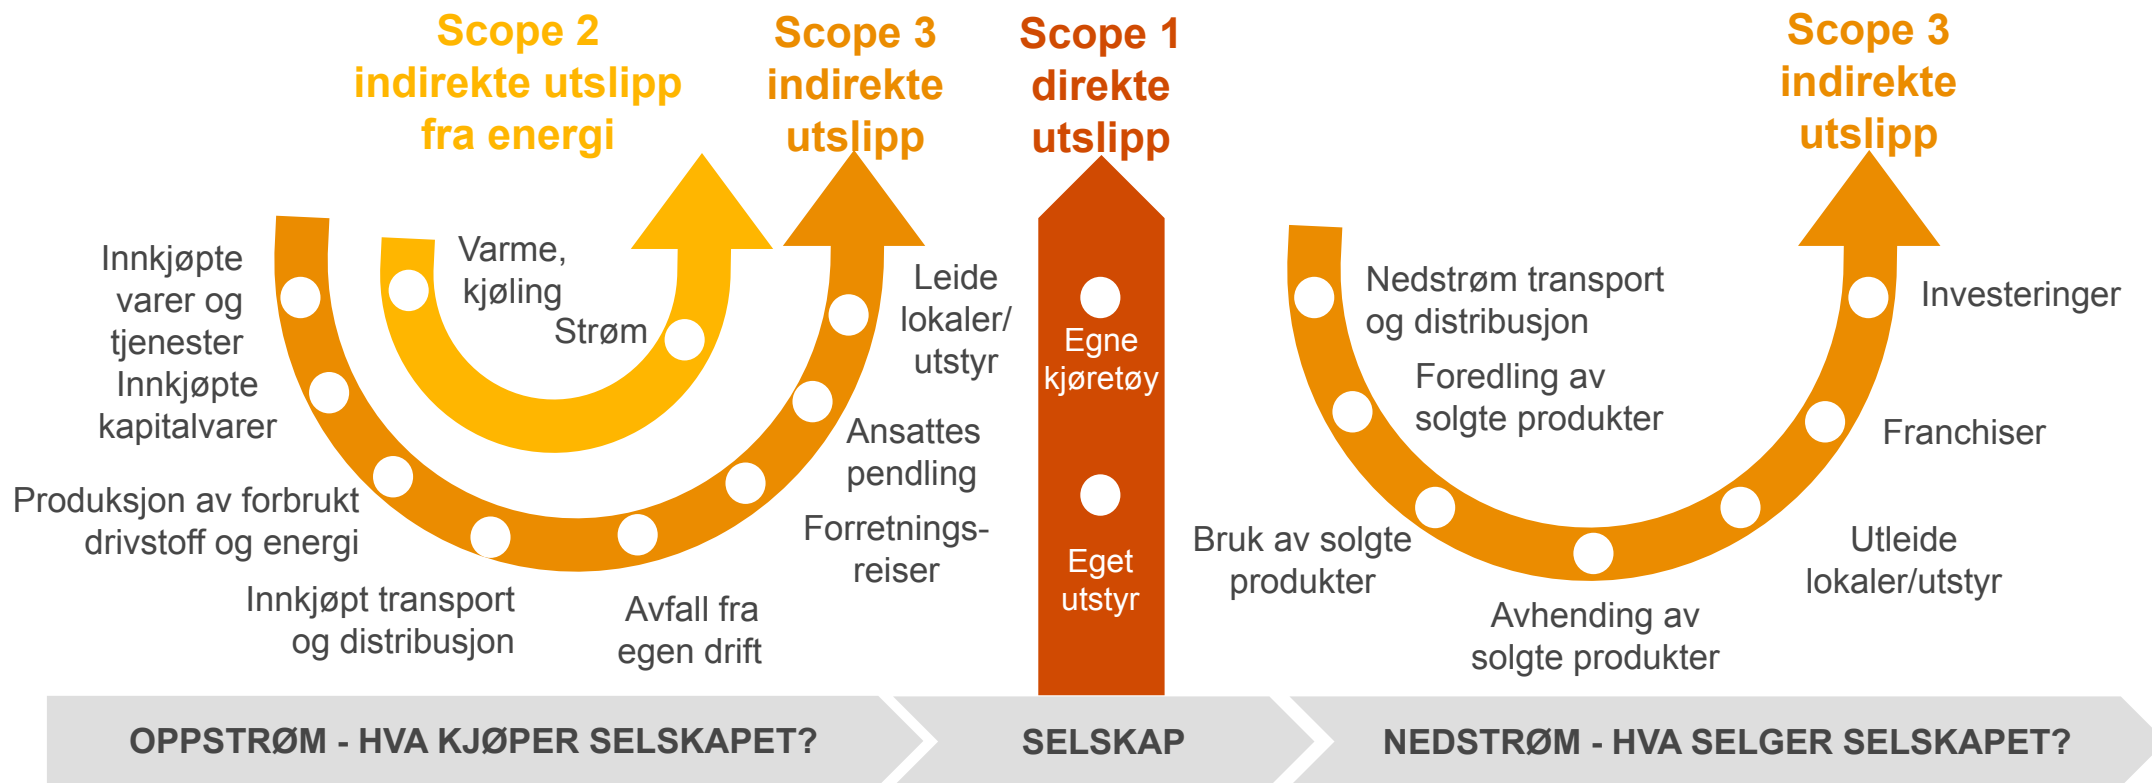 Scope 2
indirekte utslipp
fra energi
Scope 3
indirekte
utslipp
Scope 1
direkte
utslipp
Scope 3
indirekte
utslipp
Innkjøpte
varer og
tjenester
Innkjøpte
kapitalvarer
Produksjon av forbrukt
drivstoff og energi
Innkjøpt transport
og distribusjon
Avfall fra
egen drift
Forretnings-
reiser
Ansattes
pendling
Leide
lokaler/
utstyr
Varme,
kjøling
Strøm
Egne
kjøretøy
Eget
utstyr
Nedstrøm transport
og distribusjon
Foredling av
solgte produkter
Bruk av solgte
produkter
Avhending av
solgte produkter
Utleide
lokaler/utstyr
Franchiser
Investeringer
OPPSTRØM - HVA KJØPER SELSKAPET?
SELSKAP
NEDSTRØM - HVA SELGER SELSKAPET?